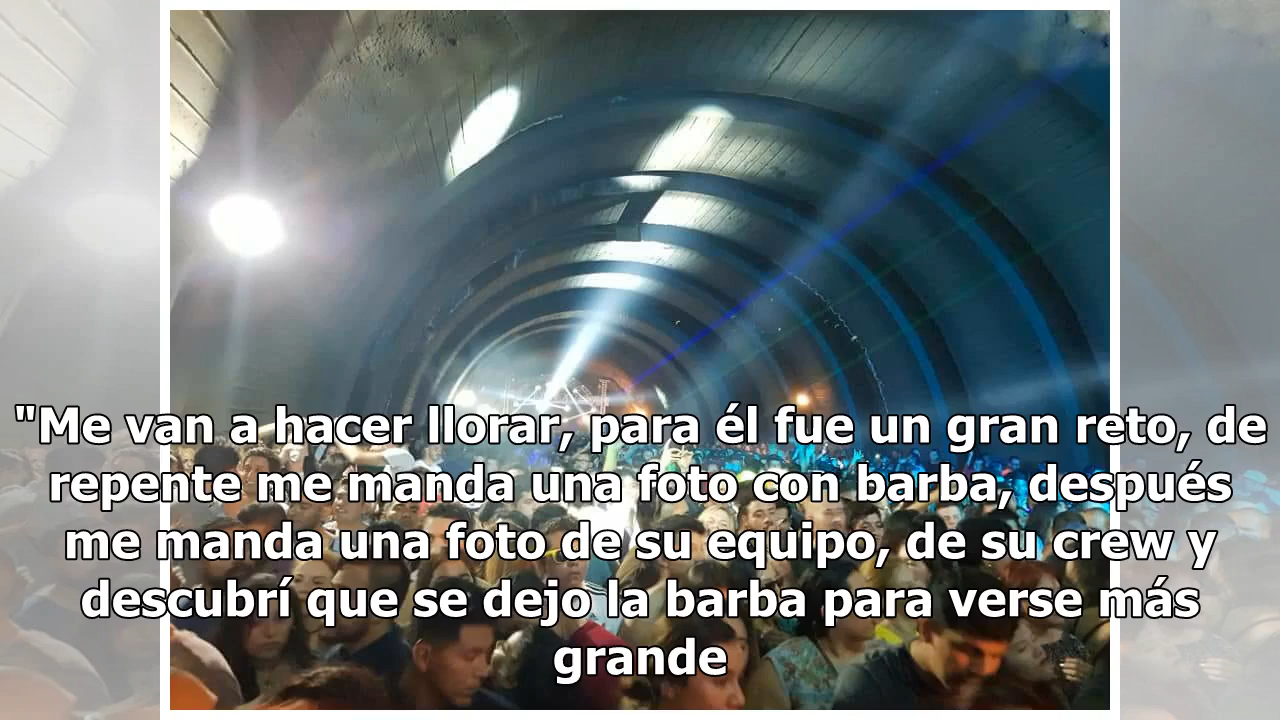 "Me van a hacer llorar, para él fue un gran reto, de
repente me manda una foto con barba, después
me manda una foto de su equipo, de su crew y
descubrí que se dejo la barba para verse más
grande